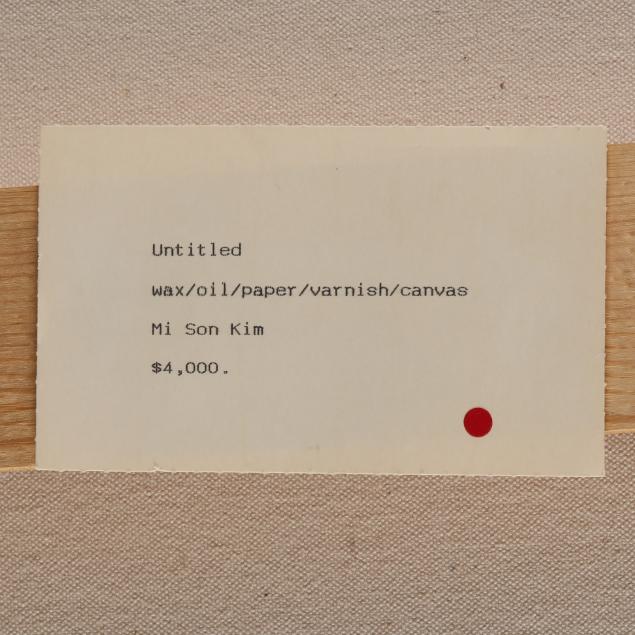 Untitled
wax/oil/paper/varnish/canvas
Mi Son Kim
$4,000.